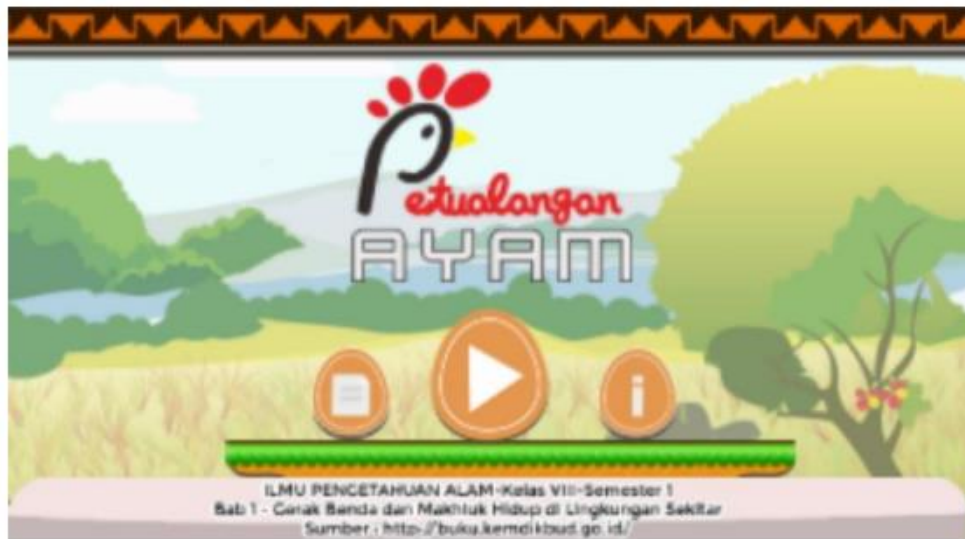 Petualangan
AYAM
i
ILMU PENGETAHUAN ALAM-Kelas VIII-Semester 1
Bab 1 - Gerak Benda dan Makhluk Hidup di Lingkungan Sekitar
Sumber : http://buku.kemdikbud.go.id/